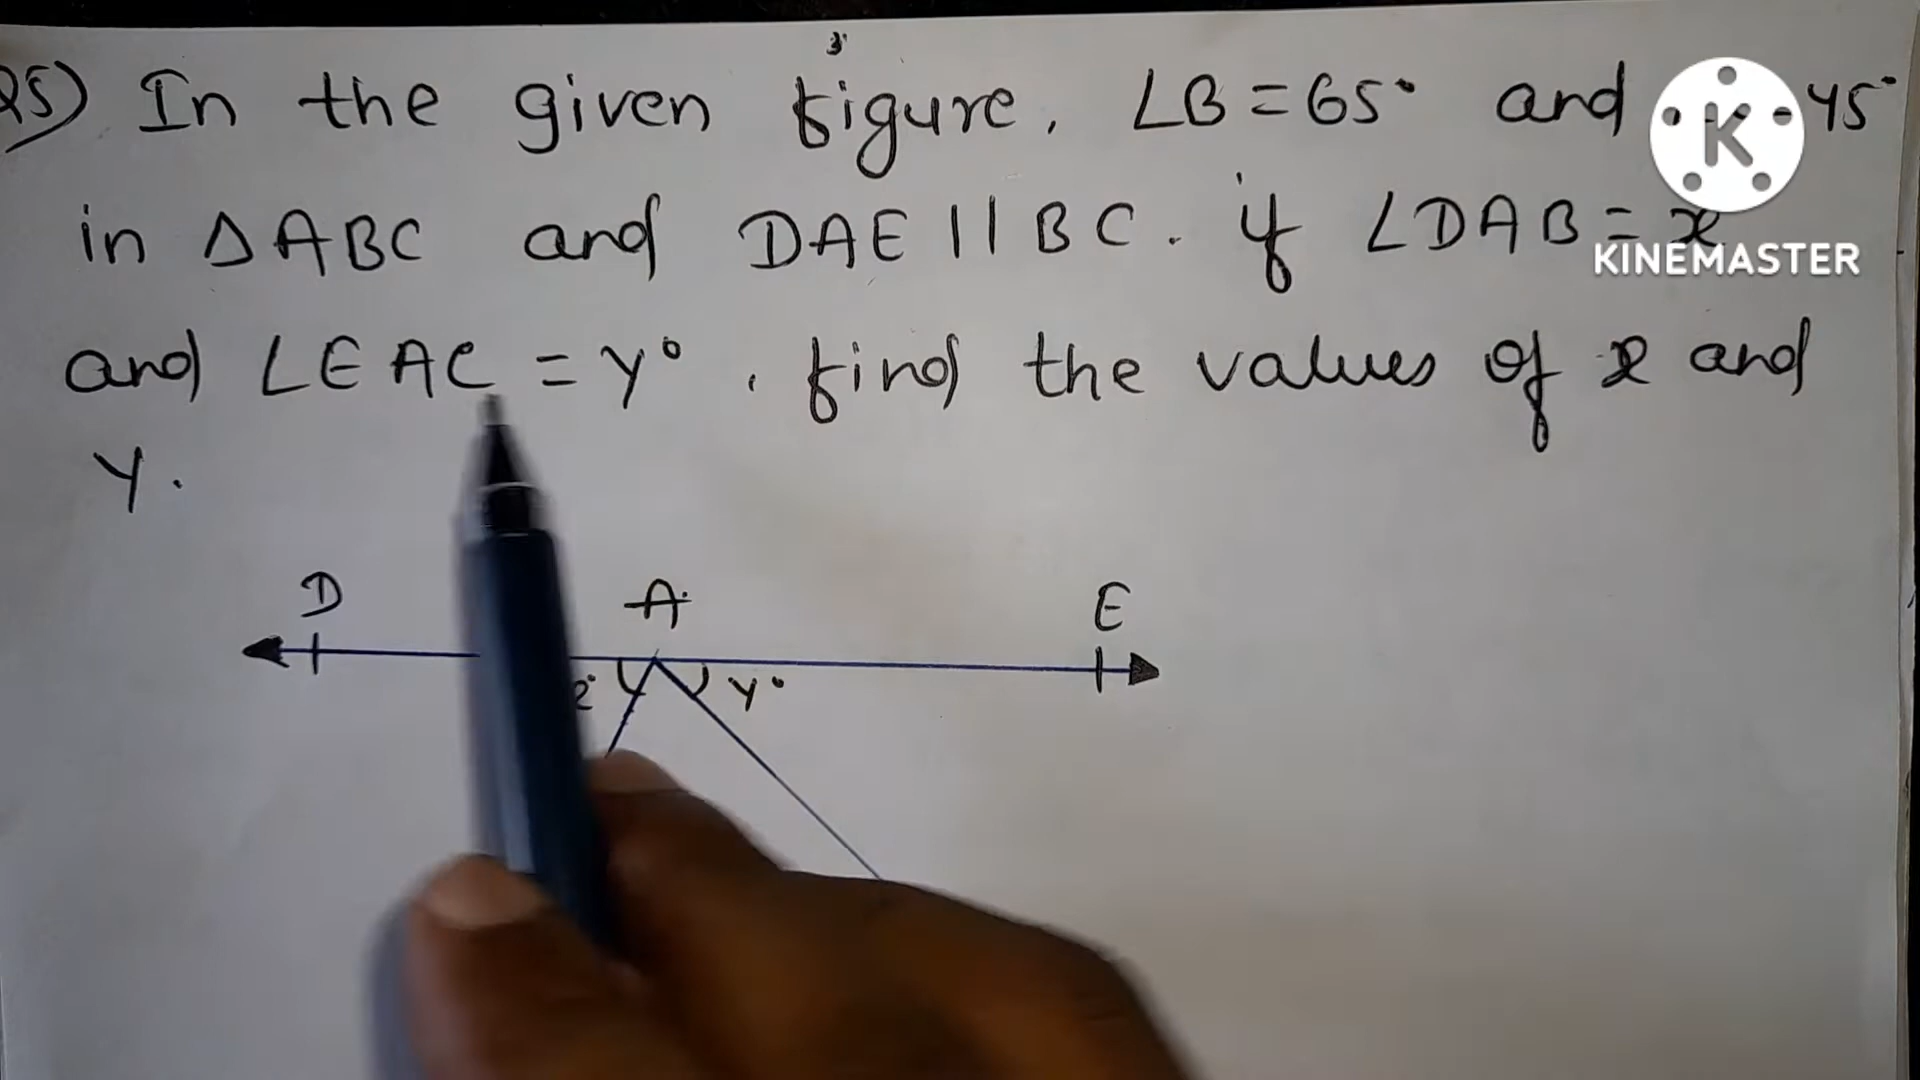 Q5) In the given figure, ∠B = 65° and 45°
in △ABC and DAE || BC. if ∠DAB = x
KINEMASTER
and ∠EAC = y°. find the values of x and
y.
D A E
x° y°